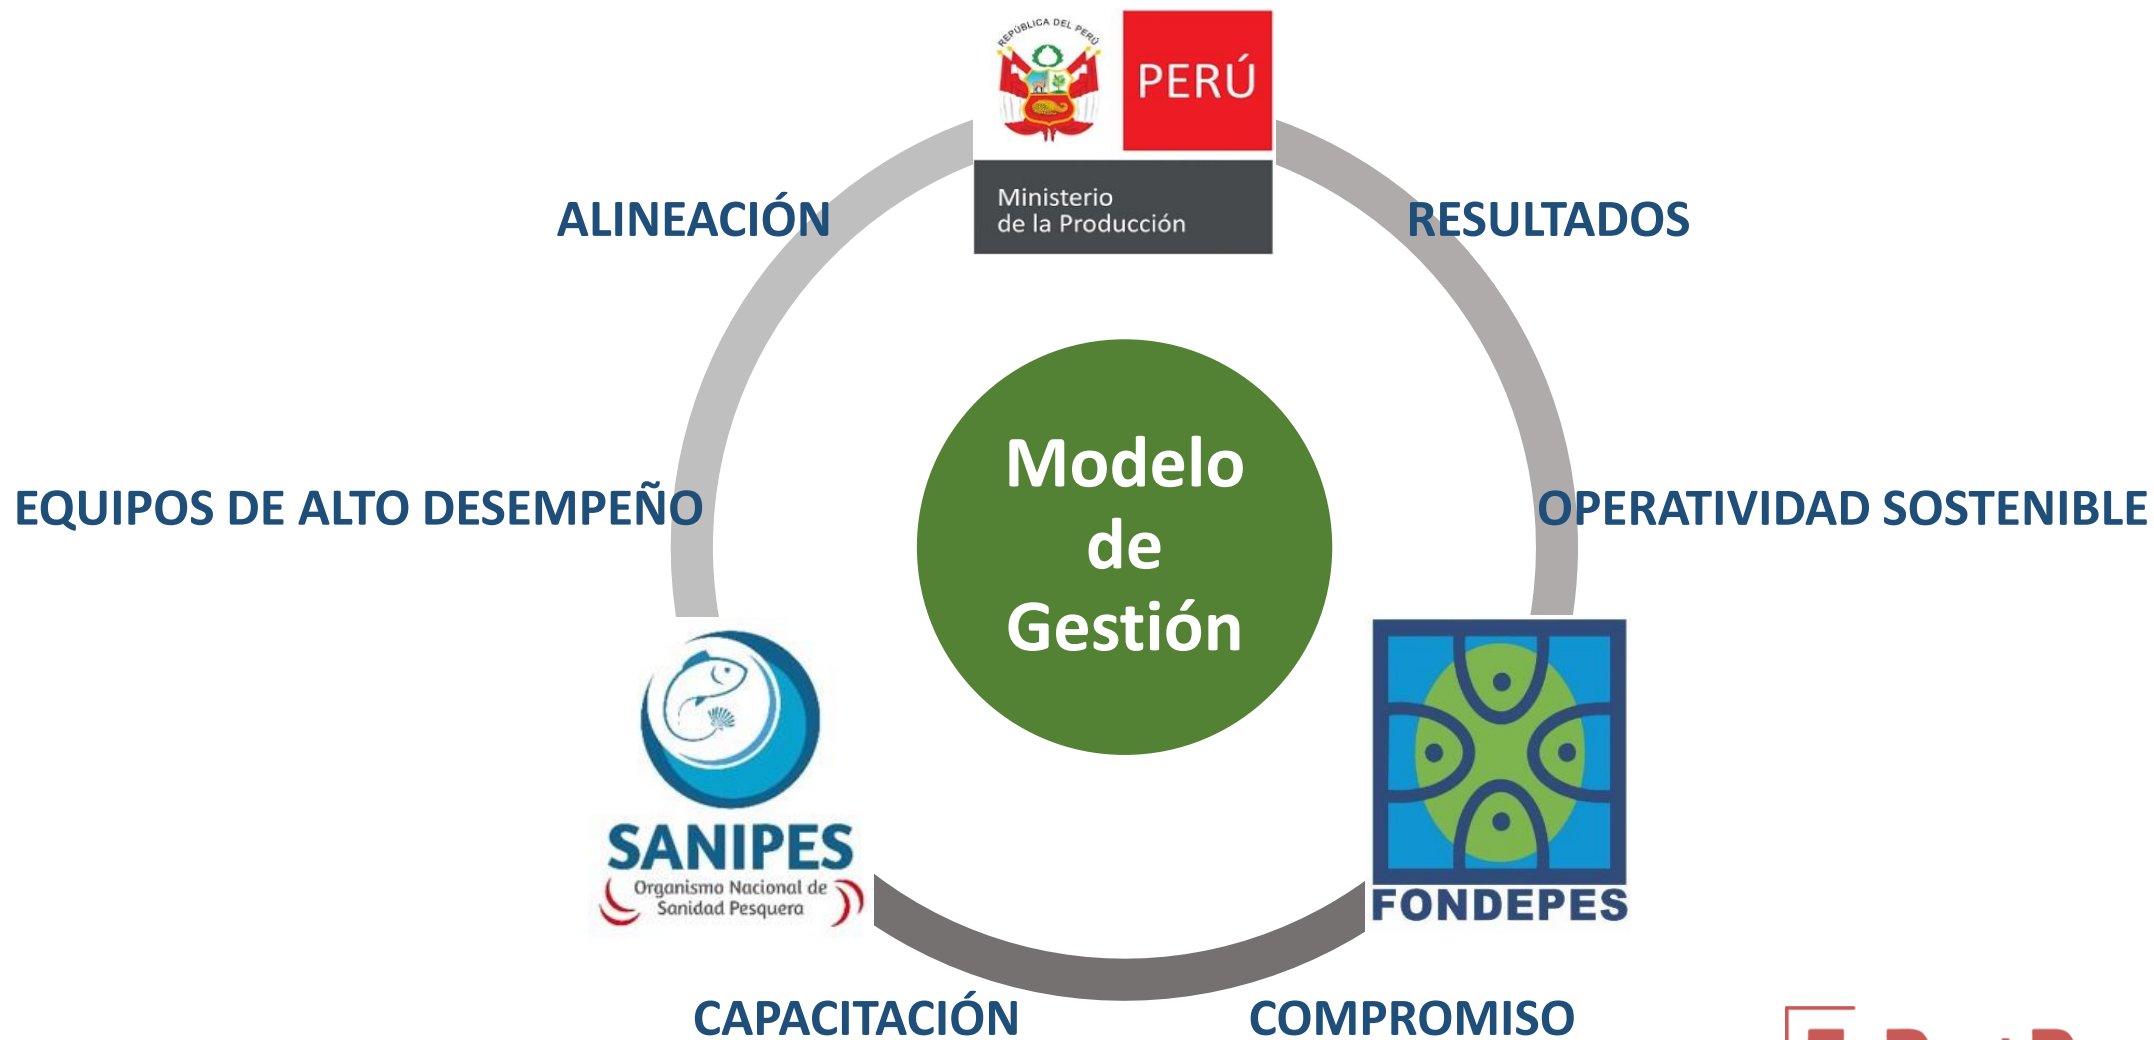 REPÚBLICA DEL PERÚ
PERÚ
Ministerio
de la Producción
ALINEACIÓN
RESULTADOS
EQUIPOS DE ALTO DESEMPEÑO
OPERATIVIDAD SOSTENIBLE
Modelo
de
Gestión
SANIPES
Organismo Nacional de
Sanidad Pesquera
FONDEPES
CAPACITACIÓN
COMPROMISO